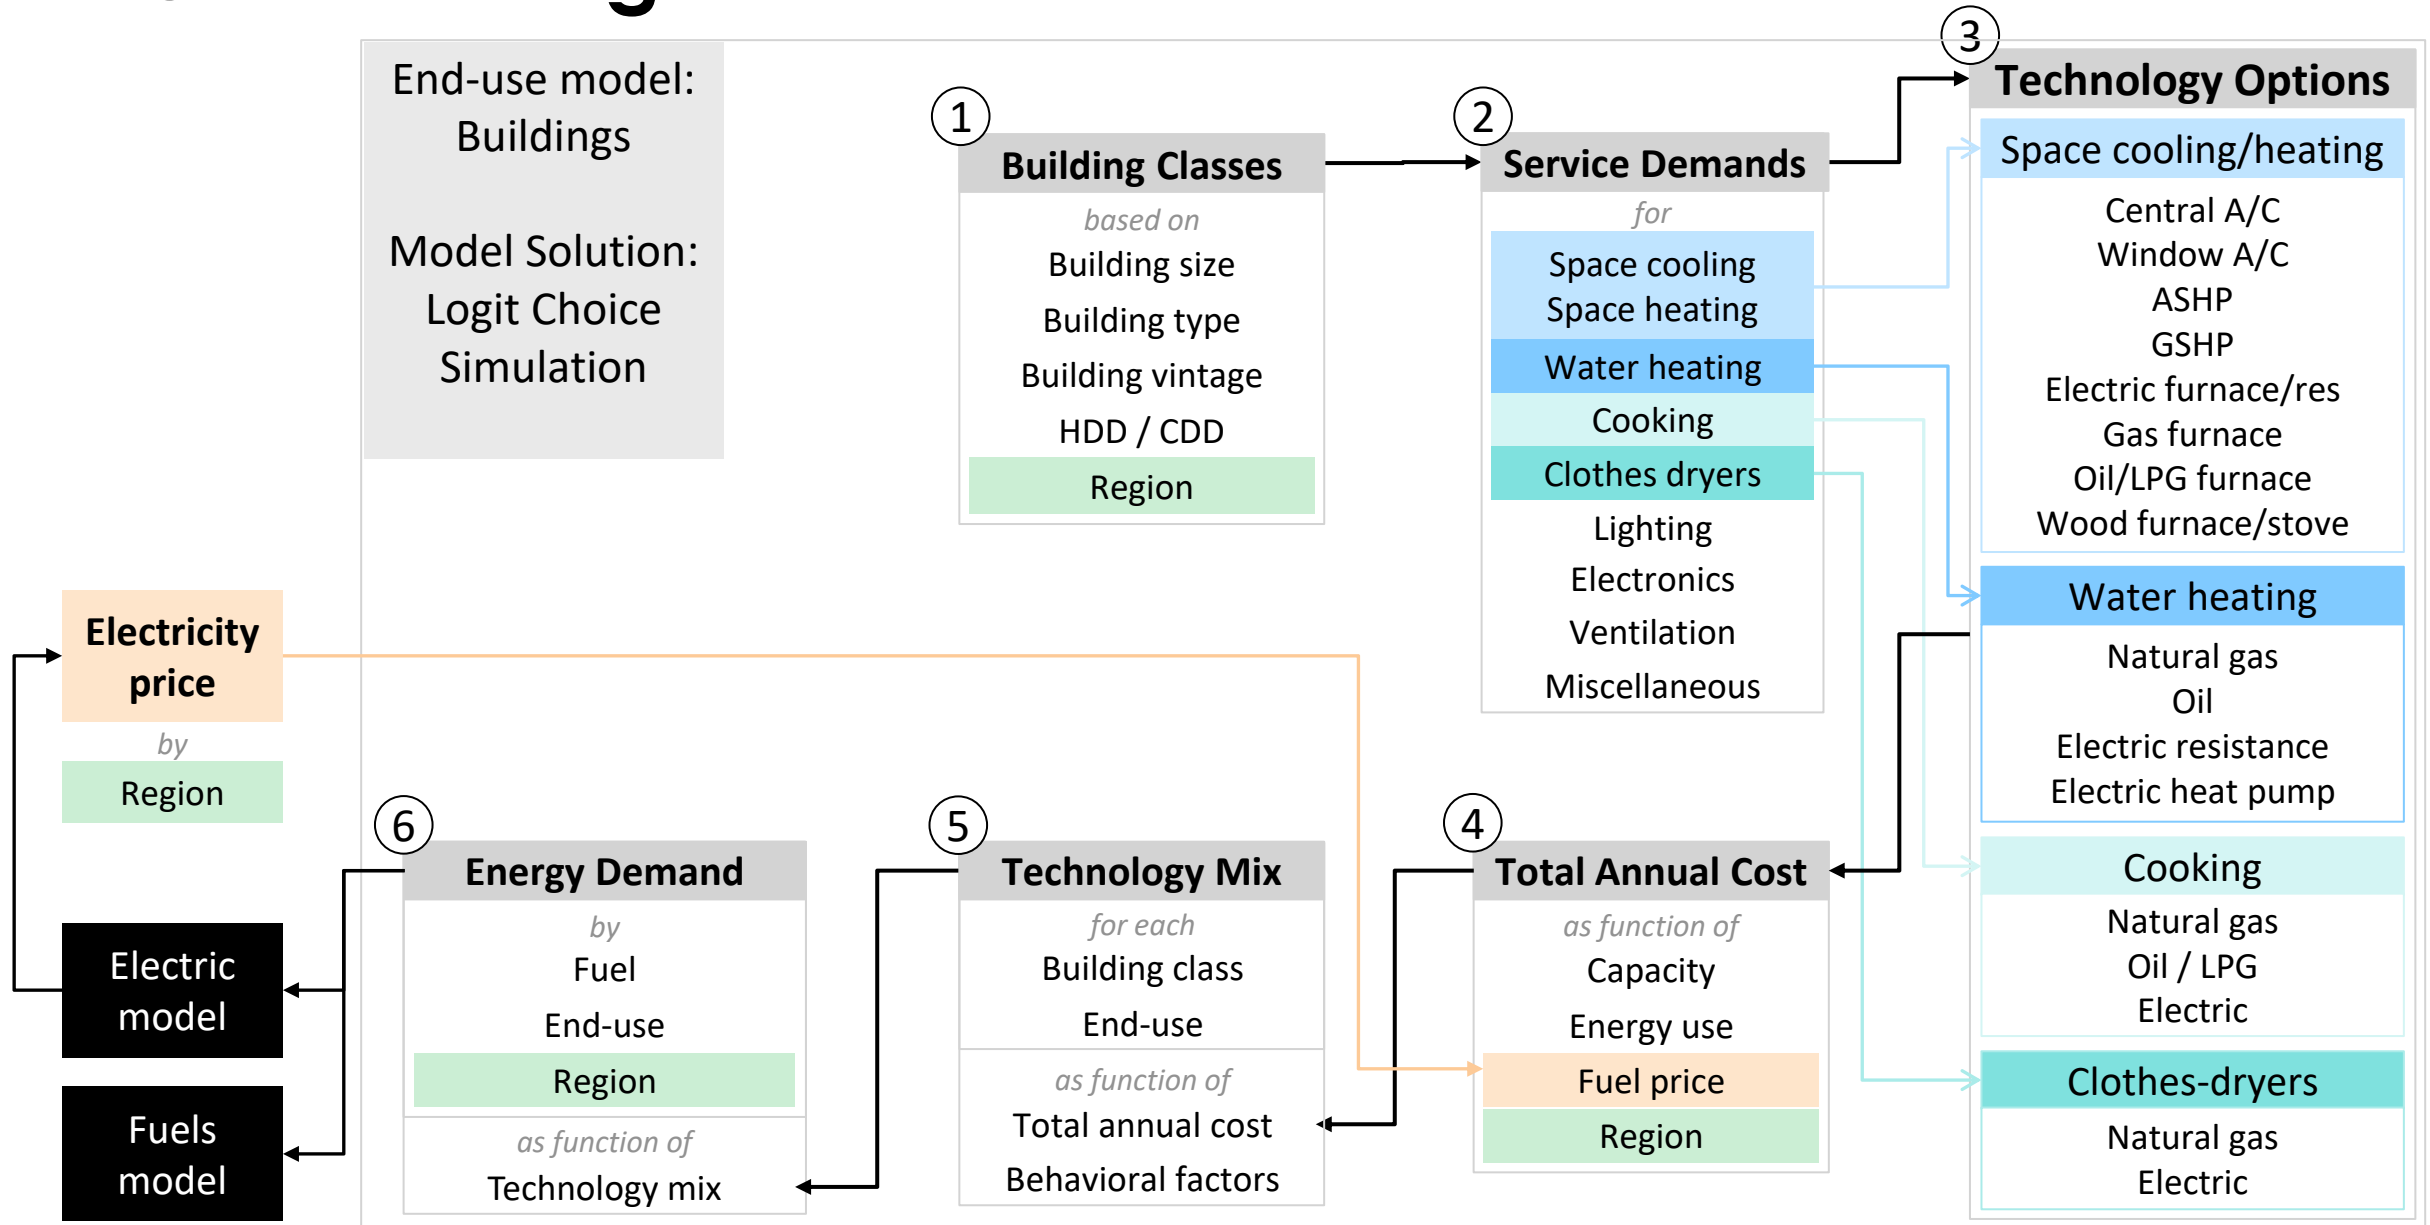 End-use model:
Buildings
Model Solution:
Logit Choice
Simulation
1
Building Classes
based on
Building size
Building type
Building vintage
HDD / CDD
Region
2
Service Demands
for
Space cooling
Space heating
Water heating
Cooking
Clothes dryers
Lighting
Electronics
Ventilation
Miscellaneous
3
Technology Options
Space cooling/heating
Central A/C
Window A/C
ASHP
GSHP
Electric furnace/res
Gas furnace
Oil/LPG furnace
Wood furnace/stove
Water heating
Natural gas
Oil
Electric resistance
Electric heat pump
Cooking
Natural gas
Oil / LPG
Electric
Clothes-dryers
Natural gas
Electric
4
Total Annual Cost
as function of
Capacity
Energy use
Fuel price
Region
5
Technology Mix
for each
Building class
End-use
as function of
Total annual cost
Behavioral factors
6
Energy Demand
by
Fuel
End-use
Region
as function of
Technology mix
Electricity
price
by
Region
Electric
model
Fuels
model